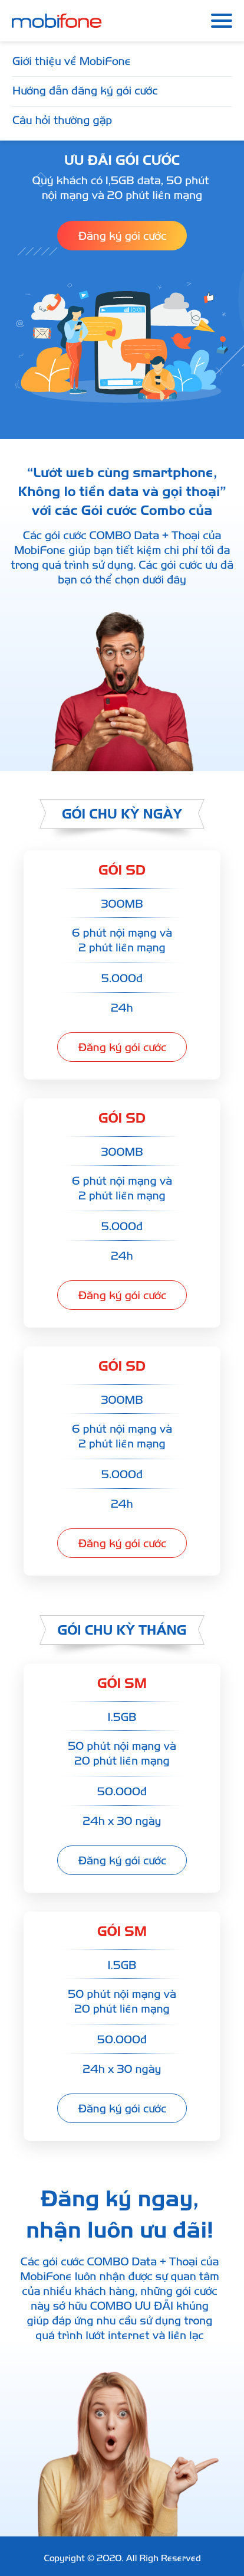 mobifone
Giới thiệu về MobiFone
Hướng dẫn đăng ký gói cước
Câu hỏi thường gặp
ƯU ĐÃI GÓI CƯỚC
Quý khách có 1,5GB data, 50 phút
nội mạng và 20 phút liên mạng
Đăng ký gói cước
“Lướt web cùng smartphone,
Không lo tiền data và gọi thoại”
với các Gói cước Combo của
Các gói cước COMBO Data + Thoại của
MobiFone giúp bạn tiết kiệm chi phí tối đa
trong quá trình sử dụng. Các gói cước ưu đã
bạn có thể chọn dưới đây
GÓI CHU KỲ NGÀY
GÓI SD
300MB
6 phút nội mạng và
2 phút liên mạng
5.000đ
24h
Đăng ký gói cước
GÓI SD
300MB
6 phút nội mạng và
2 phút liên mạng
5.000đ
24h
Đăng ký gói cước
GÓI SD
300MB
6 phút nội mạng và
2 phút liên mạng
5.000đ
24h
Đăng ký gói cước
GÓI CHU KỲ THÁNG
GÓI SM
1.5GB
50 phút nội mạng và
20 phút liên mạng
50.000đ
24h x 30 ngày
Đăng ký gói cước
GÓI SM
1.5GB
50 phút nội mạng và
20 phút liên mạng
50.000đ
24h x 30 ngày
Đăng ký gói cước
Đăng ký ngay,
nhận luôn ưu đãi!
Các gói cước COMBO Data + Thoại của
MobiFone luôn nhận được sự quan tâm
của nhiều khách hàng, những gói cước
này sở hữu COMBO ƯU ĐÃI khủng
giúp đáp ứng nhu cầu sử dụng trong
quá trình lướt internet và liên lạc
Copyright © 2020. All Righ Reserved